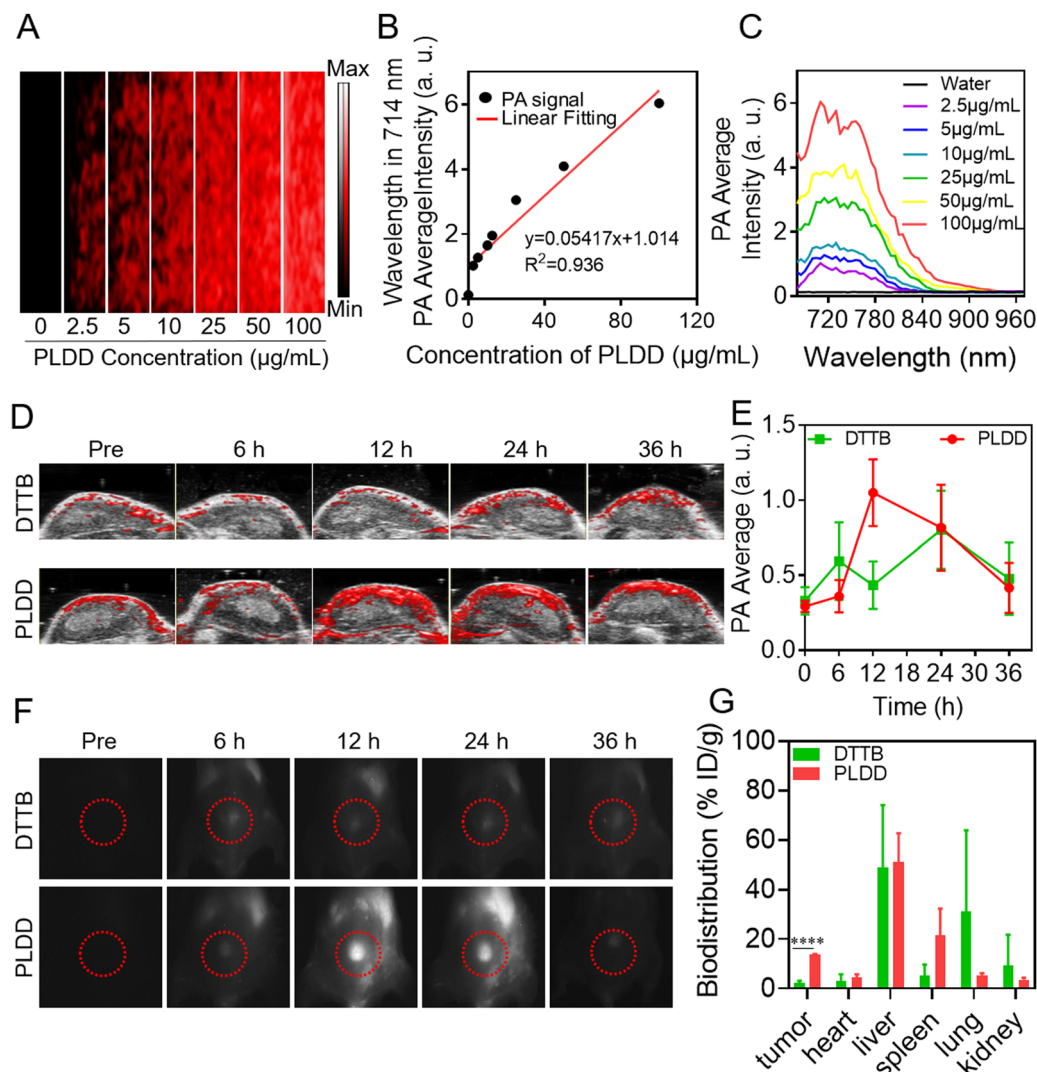 A
Max
Min
0 2.5 5 10 25 50 100
PLDD Concentration (µg/mL)
B
Wavelength in 714 nm
PA AverageIntensity (a. u.)
6
4
2
0
PA signal
Linear Fitting
y=0.05417x+1.014
R²=0.936
0 40 80 120
Concentration of PLDD (µg/mL)
C
PA Average
Intensity (a. u.)
6
4
2
0
Water
2.5µg/mL
5µg/mL
10µg/mL
25µg/mL
50µg/mL
100µg/mL
720 780 840 900 960
Wavelength (nm)
D
Pre 6 h 12 h 24 h 36 h
DTTB
PLDD
E
PA Average (a. u.)
1.5
1.0
0.5
0.0
DTTB PLDD
0 6 12 18 24 30 36
Time (h)
F
Pre 6 h 12 h 24 h 36 h
DTTB
PLDD
G
Biodistribution (% ID/g)
100
80
60
40
20
0
DTTB
PLDD
****
tumor heart liver spleen lung kidney